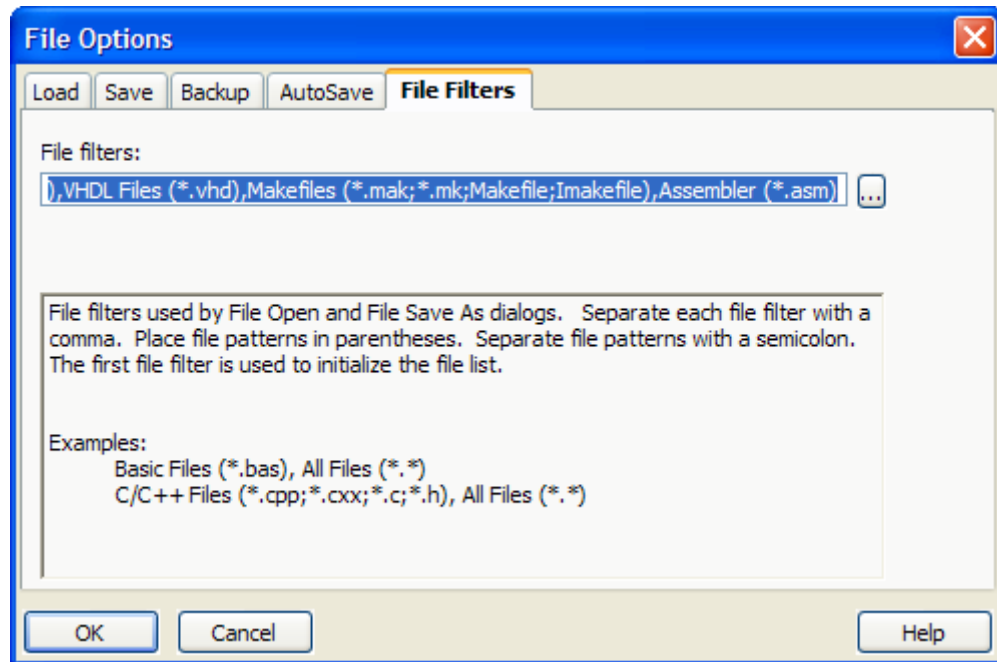 File Options
Load Save Backup AutoSave File Filters
File filters:
),VHDL Files (*.vhd),Makefiles (*.mak;*.mk;Makefile;Imakefile),Assembler (*.asm)
...
File filters used by File Open and File Save As dialogs.   Separate each file filter with a
comma.  Place file patterns in parentheses.  Separate file patterns with a semicolon.
The first file filter is used to initialize the file list.
Examples:
Basic Files (*.bas), All Files (*.*)
C/C++ Files (*.cpp;*.cxx;*.c;*.h), All Files (*.*)
OK Cancel Help